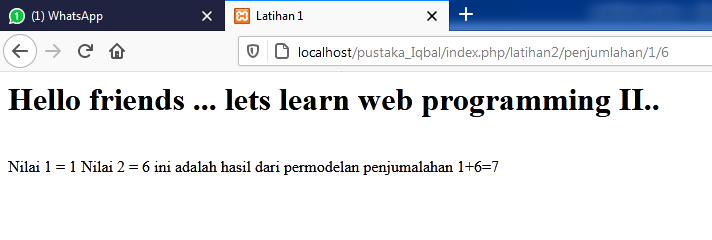 (1) WhatsApp
Latihan 1
localhost/pustaka_Iqbal/index.php/latihan2/penjumlahan/1/6
Hello friends ... lets learn web programming II..
Nilai 1 = 1 Nilai 2 = 6 ini adalah hasil dari permodelan penjumalahan 1+6=7